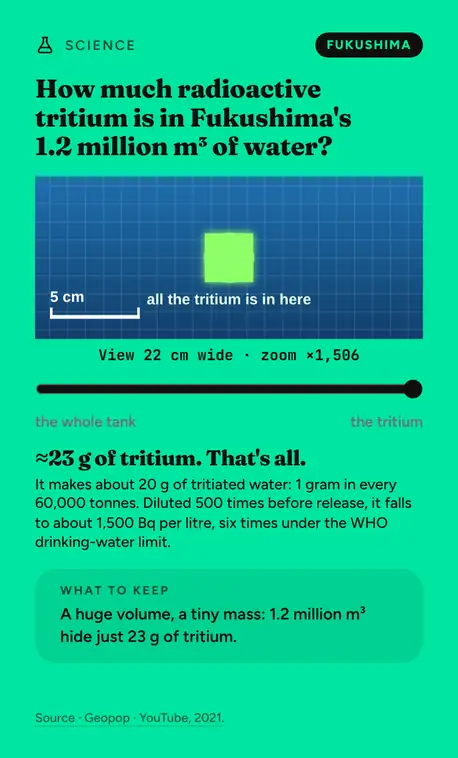 SCIENCE
FUKUSHIMA
How much radioactive
tritium is in Fukushima's
1.2 million m³ of water?
5 cm
all the tritium is in here
View 22 cm wide · zoom ×1,506
the whole tank
the tritium
≈23 g of tritium. That's all.
It makes about 20 g of tritiated water: 1 gram in every
60,000 tonnes. Diluted 500 times before release, it falls
to about 1,500 Bq per litre, six times under the WHO
drinking-water limit.
WHAT TO KEEP
A huge volume, a tiny mass: 1.2 million m³
hide just 23 g of tritium.
Source · Geopop · YouTube, 2021.